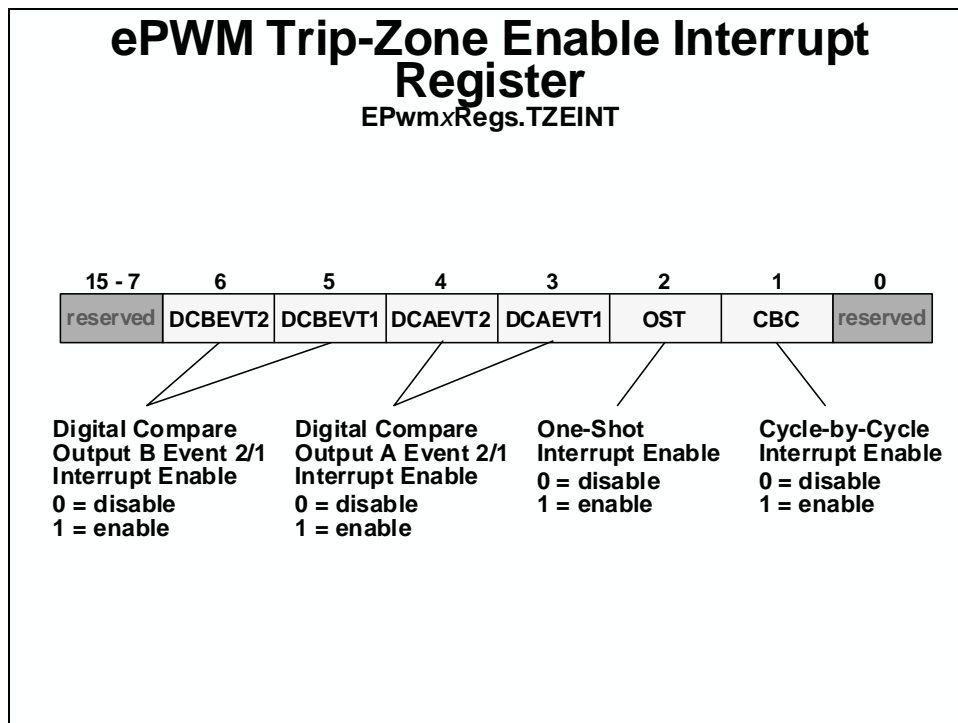 ePWM Trip-Zone Enable Interrupt
Register
EPwmxRegs.TZEINT
15 - 7 6 5 4 3 2 1 0
reserved DCBEVT2 DCBEVT1 DCAEVT2 DCAEVT1 OST CBC reserved
Digital Compare
Output B Event 2/1
Interrupt Enable
0 = disable
1 = enable
Digital Compare
Output A Event 2/1
Interrupt Enable
0 = disable
1 = enable
One-Shot
Interrupt Enable
0 = disable
1 = enable
Cycle-by-Cycle
Interrupt Enable
0 = disable
1 = enable